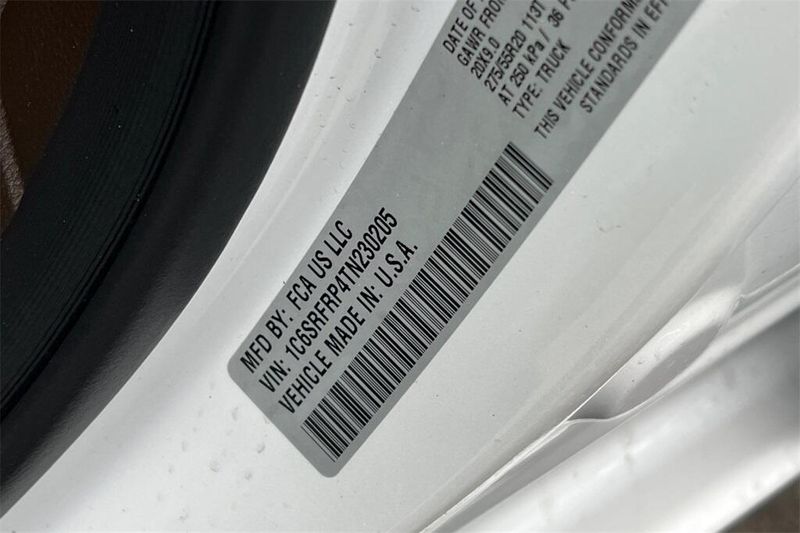 MFD BY: FCA US LLC
VIN: 1C6SRFRP4TN230205
VEHICLE MADE IN: U.S.A.
DATE OF
GAWR FRO
20X9.0
275/55R20 113T
AT 250 kPa / 36 P
TYPE: TRUCK
THIS VEHICLE CONFORM
STANDARDS IN EFF